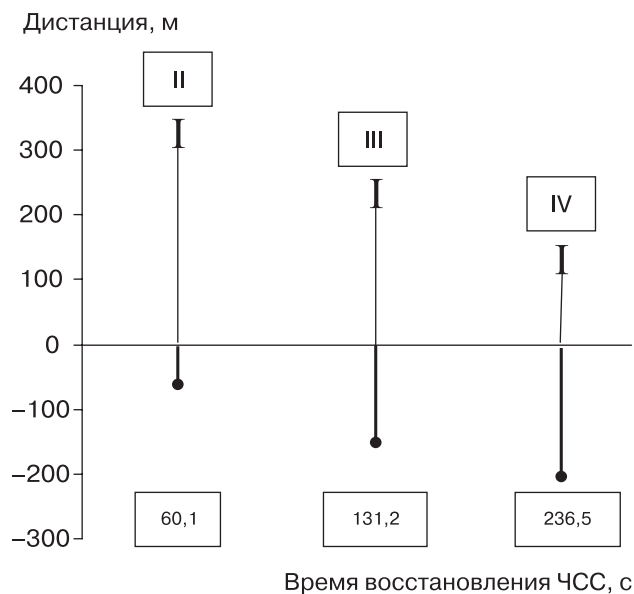 Дистанция, м
II
400
III
300
IV
200
100
0
–100
–200
60,1
131,2
236,5
–300
Время восстановления ЧСС, с